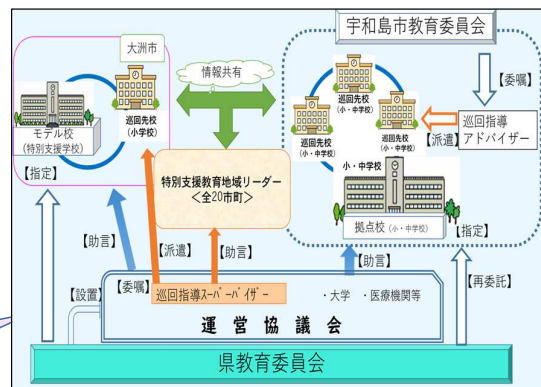 宇和島市教育委員会
大洲市
情報共有
【委嘱】
モデル校
(特別支援学校)
巡回先校
(小学校)
巡回先校
(小・中学校)
巡回先校
(小・中学校)
巡回先校
(小・中学校)
【派遣】
巡回指導
アドバイザー
【指定】
特別支援教育地域リーダー
<全20市町>
小・中学校
拠点校(小・中学校)
【指定】
【助言】
【派遣】
【助言】
【助言】
【再委託】
【設置】
【委嘱】
巡回指導スーパーバイザー
・大学 ・医療機関等
運営協議会
県教育委員会